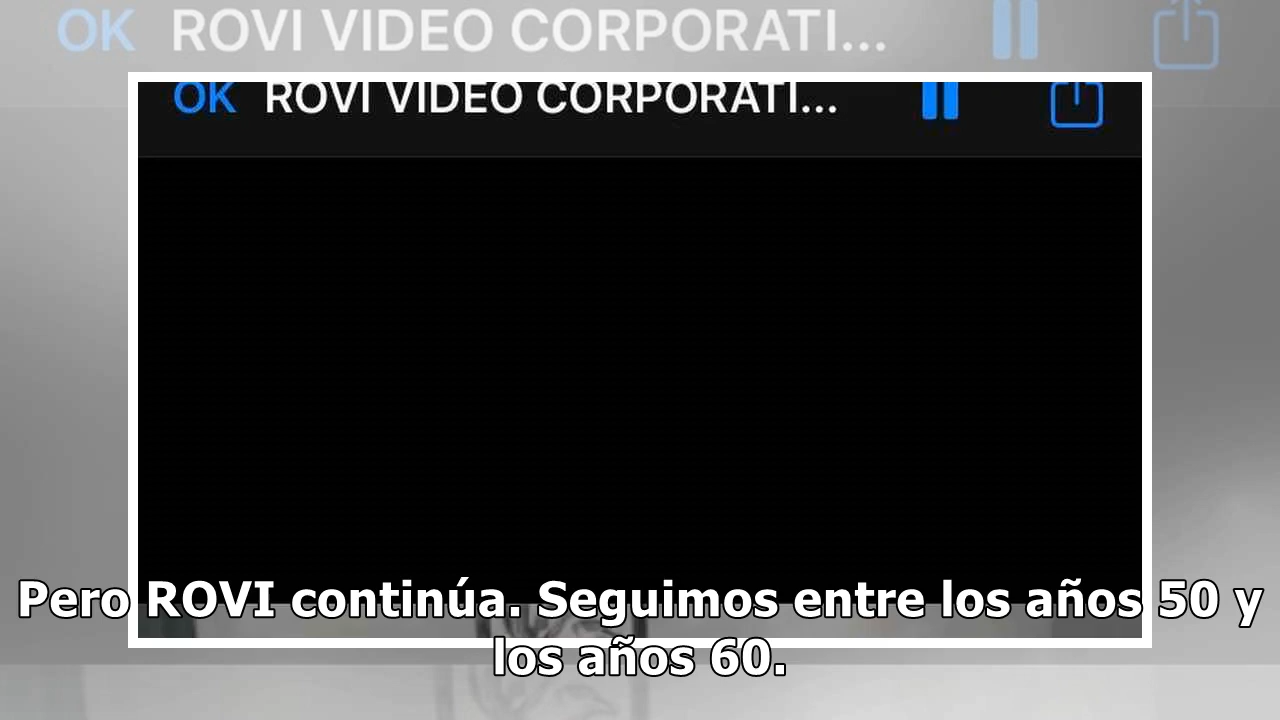 OK ROVI VIDEO CORPORATI...
OK ROVI VIDEO CORPORATI...
Pero ROVI continúa. Seguimos entre los años 50 y
los años 60.